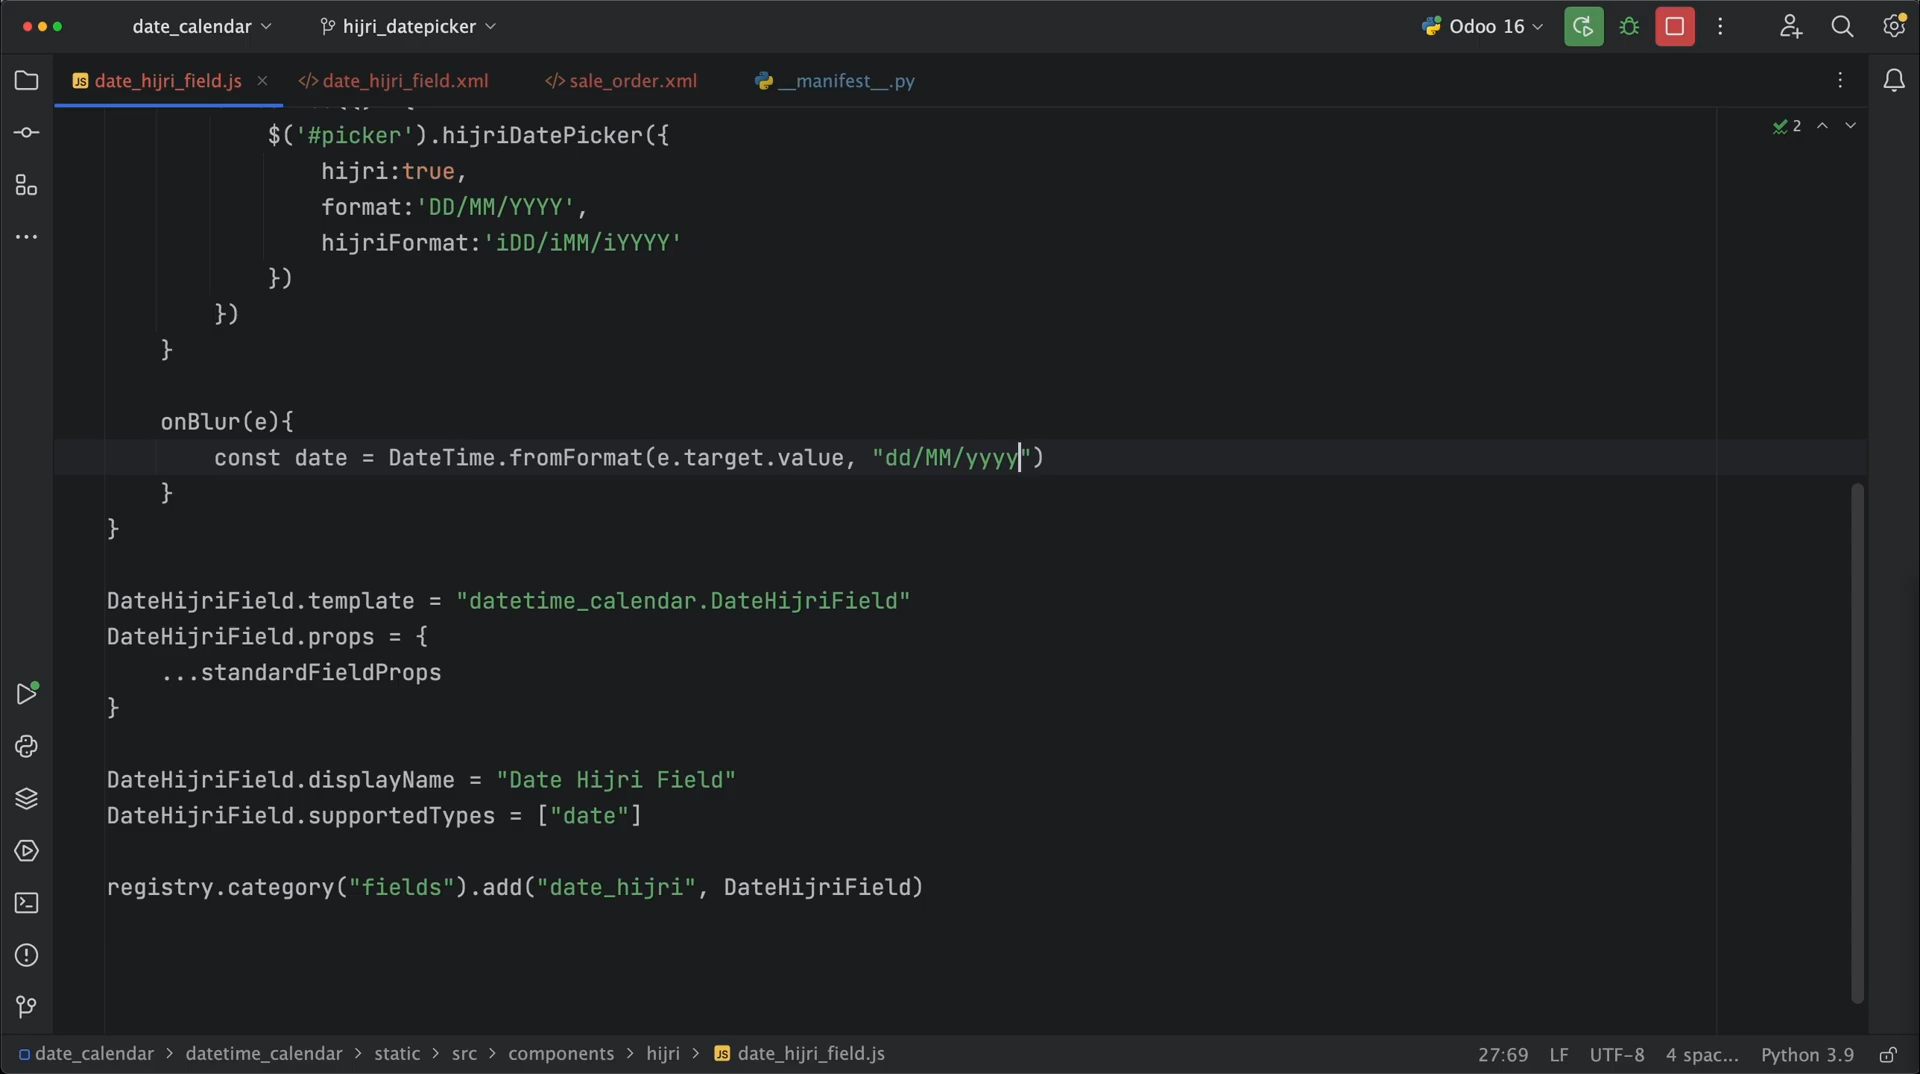 date_calendar
hijri_datepicker
Odoo 16
date_hijri_field.js
date_hijri_field.xml
sale_order.xml
__manifest__.py
$('#picker').hijriDatePicker({
hijri:true,
format:'DD/MM/YYYY',
hijriFormat:'iDD/iMM/iYYYY'
})
})
}
onBlur(e){
const date = DateTime.fromFormat(e.target.value, "dd/MM/yyyy")
}
}
DateHijriField.template = "datetime_calendar.DateHijriField"
DateHijriField.props = {
...standardFieldProps
}
DateHijriField.displayName = "Date Hijri Field"
DateHijriField.supportedTypes = ["date"]
registry.category("fields").add("date_hijri", DateHijriField)
2
date_calendar > datetime_calendar > static > src > components > hijri > JS date_hijri_field.js
27:69 LF UTF-8 4 spac... Python 3.9